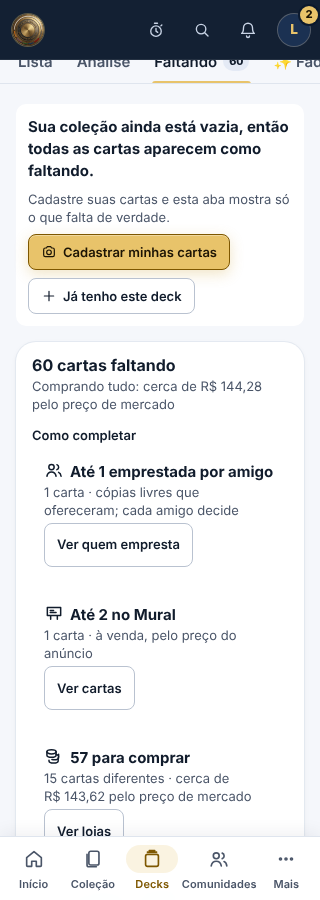 L
2
Lista Análise Faltando 60
Sua coleção ainda está vazia, então
todas as cartas aparecem como
faltando.
Cadastre suas cartas e esta aba mostra só
o que falta de verdade.
Cadastrar minhas cartas
Já tenho este deck
60 cartas faltando
Comprando tudo: cerca de R$ 144,28
pelo preço de mercado
Como completar
Até 1 emprestada por amigo
1 carta · cópias livres que
ofereceram; cada amigo decide
Ver quem empresta
Até 2 no Mural
1 carta · à venda, pelo preço do
anúncio
Ver cartas
57 para comprar
15 cartas diferentes · cerca de
R$ 143,62 pelo preço de mercado
Ver lojas
Início Coleção Decks Comunidades Mais